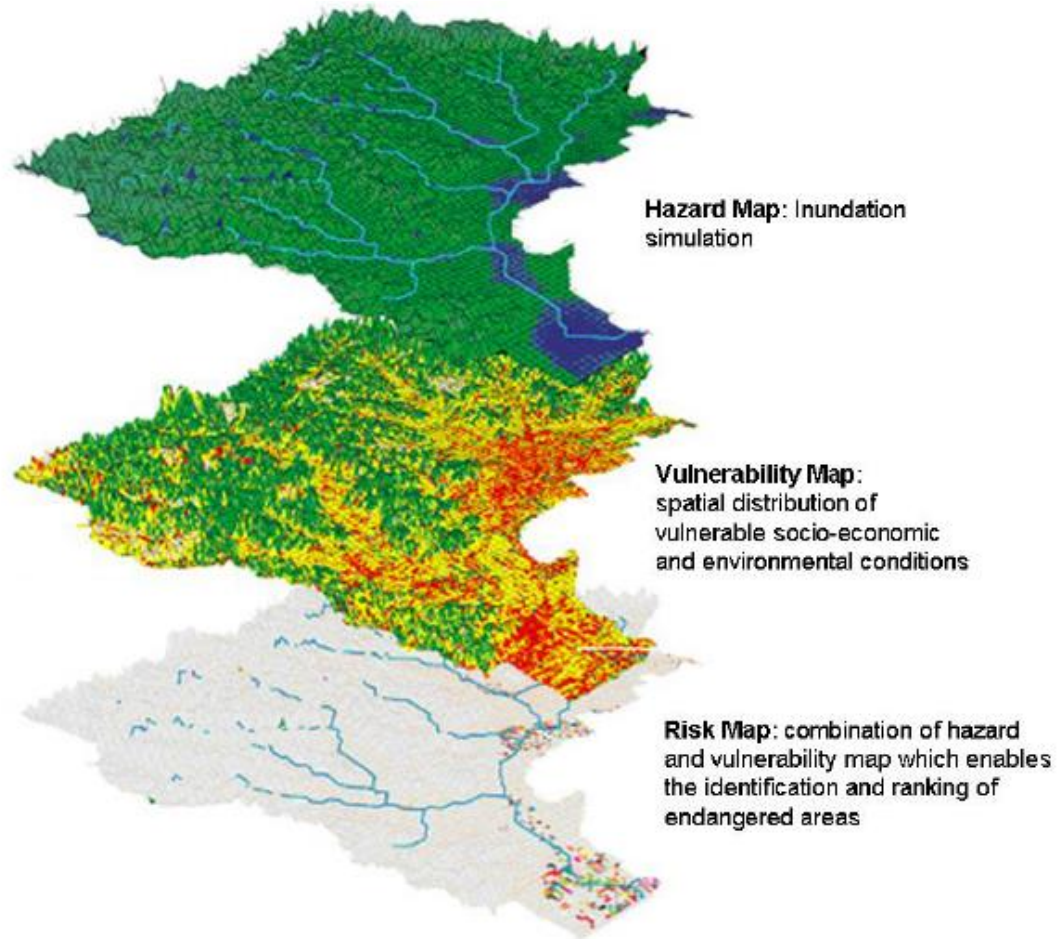 Hazard Map: Inundation
simulation
Vulnerability Map:
spatial distribution of
vulnerable socio-economic
and environmental conditions
Risk Map: combination of hazard
and vulnerability map which enables
the identification and ranking of
endangered areas